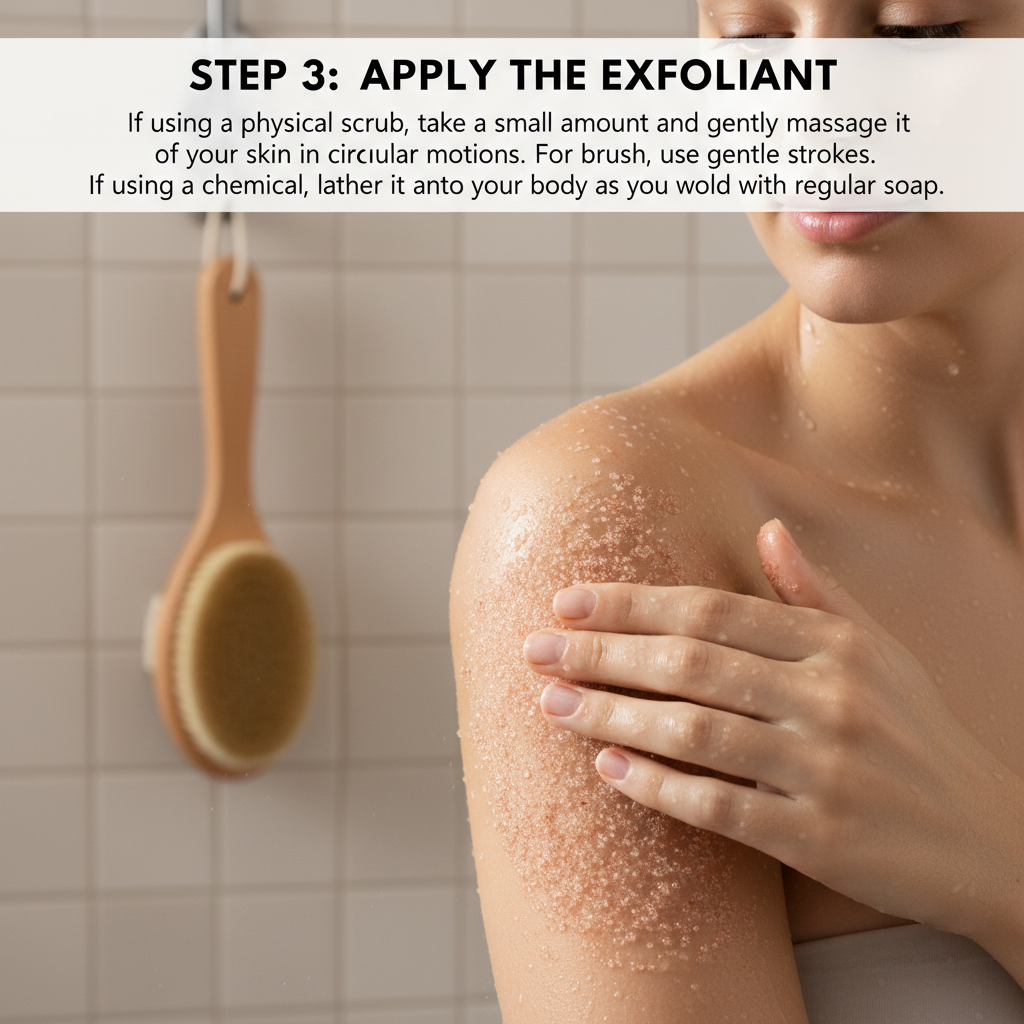 STEP 3: APPLY THE EXFOLIANT
If using a physical scrub, take a small amount and gently massage it
of your skin in circıular motions. For brush, use gentle strokes.
If using a chemical, lather it anto your body as you wold with regular soap.